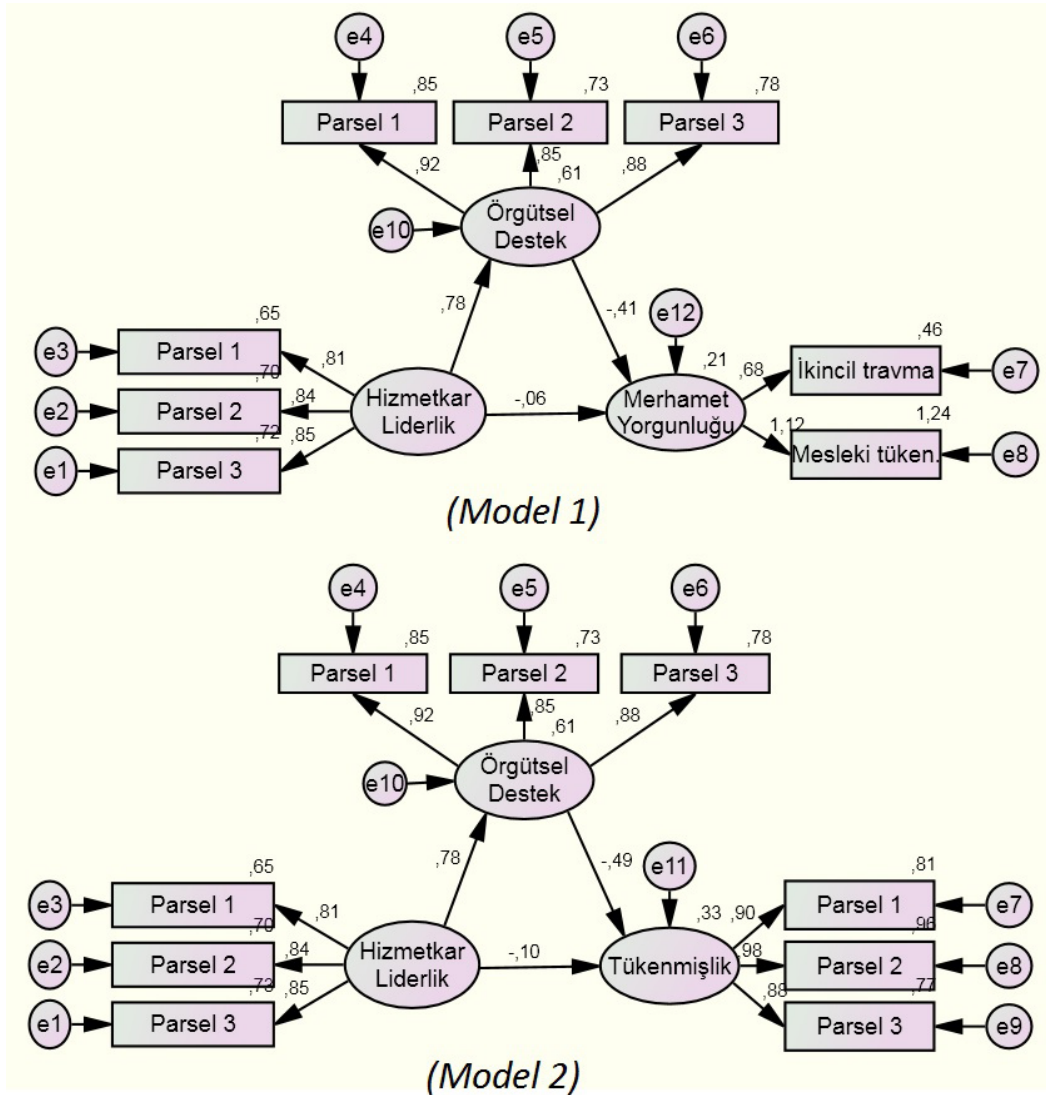 e4
e5
e6
,85
,73
,78
Parsel 1
Parsel 2
Parsel 3
,92
,85
,88
,61
e10
Örgütsel
Destek
,78
-,41
e12
,65
e3
Parsel 1
,81
,70
e2
Parsel 2
,84
,72
e1
Parsel 3
,85
Hizmetkar
Liderlik
-,06
,21
Merhamet
Yorgunluğu
,68
,46
İkincil travma
e7
1,12
1,24
Mesleki tüken.
e8
(Model 1)
e4
e5
e6
,85
,73
,78
Parsel 1
Parsel 2
Parsel 3
,92
,85
,88
,61
e10
Örgütsel
Destek
,78
-,49
e11
,65
e3
Parsel 1
,81
,70
e2
Parsel 2
,84
,73
e1
Parsel 3
,85
Hizmetkar
Liderlik
-,10
,33
Tükenmişlik
,90
,81
Parsel 1
e7
,98
,96
Parsel 2
e8
,88
,77
Parsel 3
e9
(Model 2)